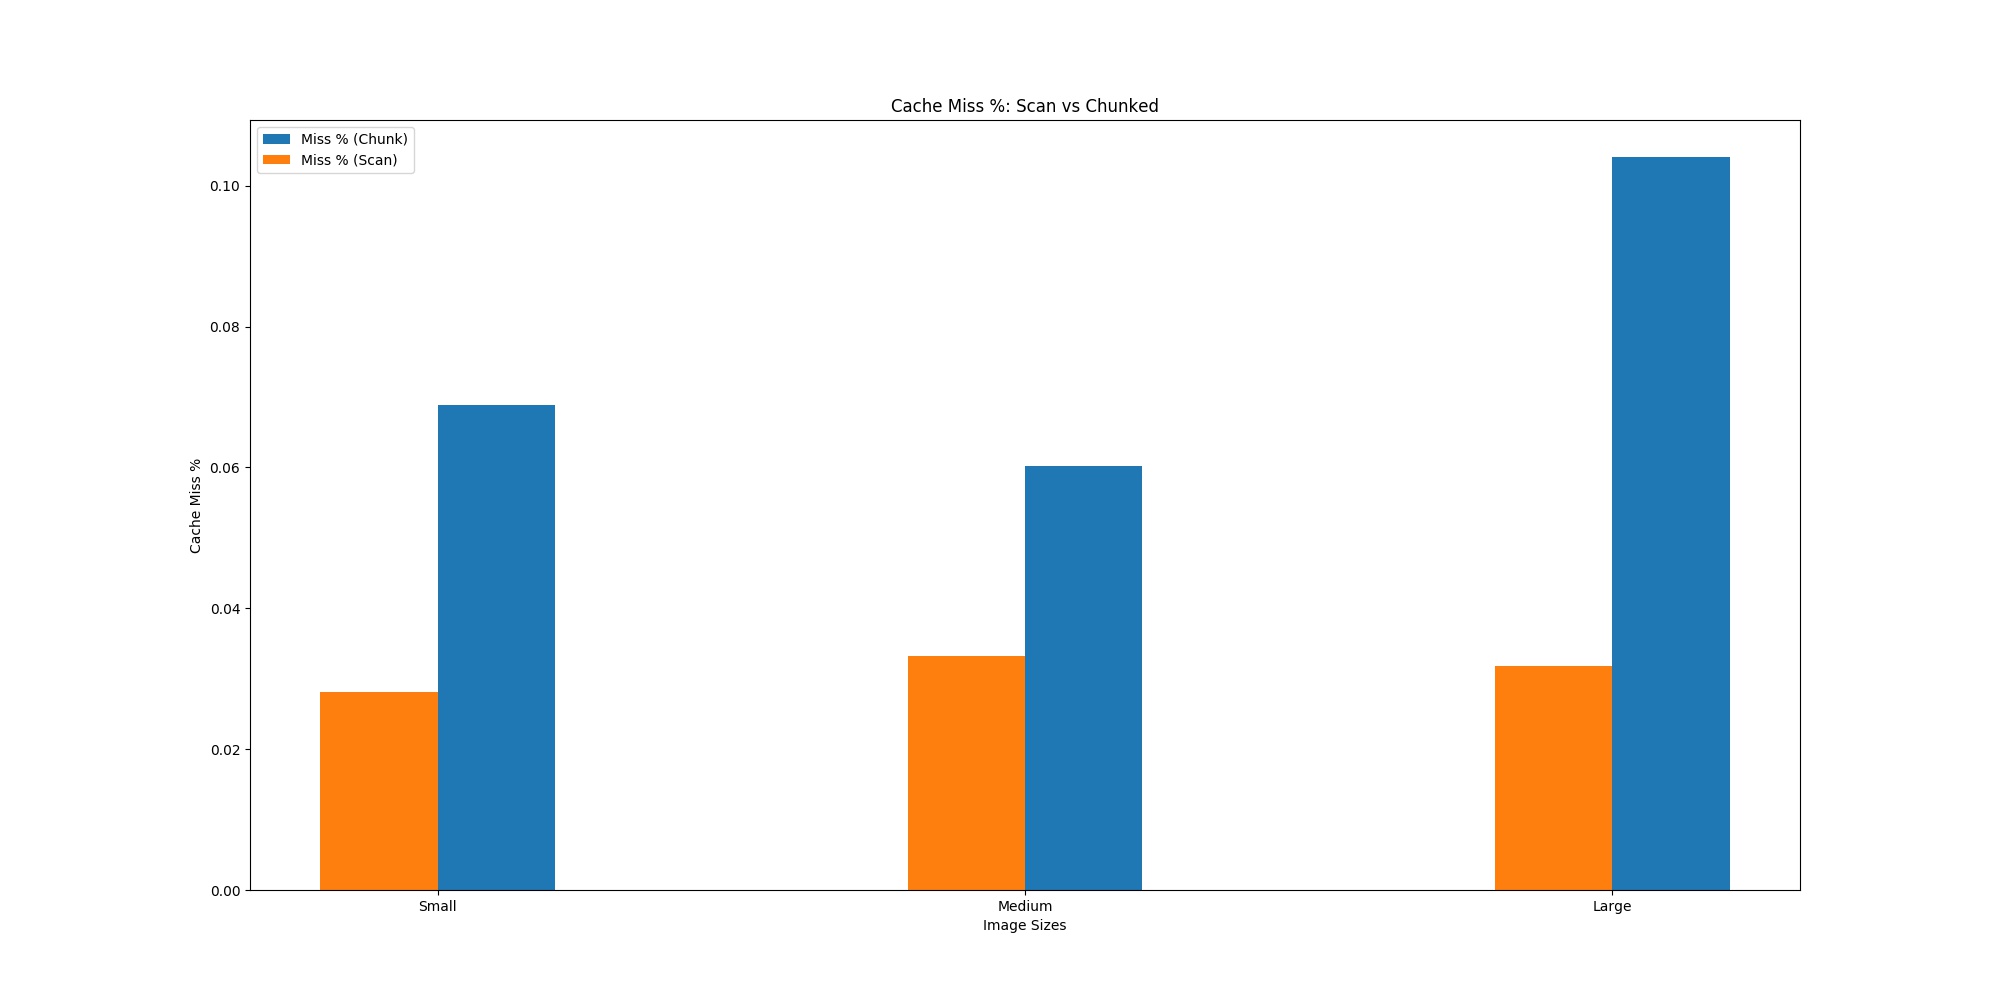 Cache Miss %: Scan vs Chunked
Miss % (Chunk)
Miss % (Scan)
0.10
0.08
0.06
0.04
0.02
0.00
Cache Miss %
Small
Medium
Large
Image Sizes